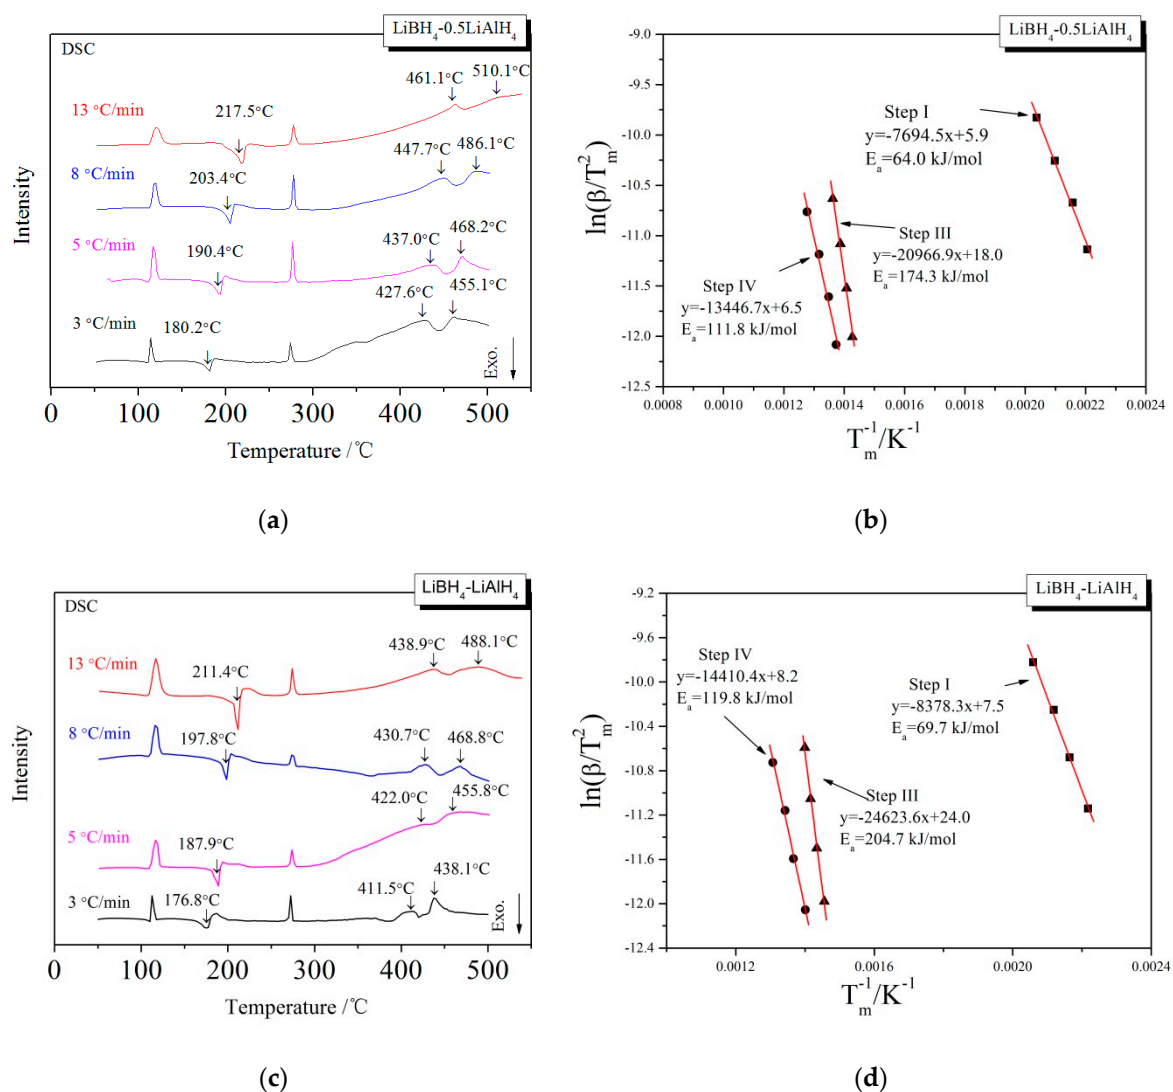 LiBH4-0.5LiAlH4
DSC
461.1°C
510.1°C
13 °C/min
217.5°C
447.7°C
486.1°C
8 °C/min
203.4°C
437.0°C
468.2°C
5 °C/min
190.4°C
427.6°C
455.1°C
3 °C/min
180.2°C
Exo.
Intensity
0 100 200 300 400 500
Temperature /℃
(a)
LiBH4-0.5LiAlH4
-9.0
-9.5
-10.0
-10.5
-11.0
-11.5
-12.0
-12.5
ln(β/Tm2)
Step I
y=-7694.5x+5.9
Ea=64.0 kJ/mol
Step III
y=-20966.9x+18.0
Ea=174.3 kJ/mol
Step IV
y=-13446.7x+6.5
Ea=111.8 kJ/mol
0.0008 0.0010 0.0012 0.0014 0.0016 0.0018 0.0020 0.0022 0.0024
Tm-1/K-1
(b)
LiBH4-LiAlH4
DSC
438.9°C
488.1°C
13 °C/min
211.4°C
430.7°C
468.8°C
8 °C/min
197.8°C
422.0°C
455.8°C
5 °C/min
187.9°C
411.5°C
438.1°C
3 °C/min
176.8°C
Exo.
Intensity
0 100 200 300 400 500
Temperature /℃
(c)
LiBH4-LiAlH4
-9.2
-9.6
-10.0
-10.4
-10.8
-11.2
-11.6
-12.0
-12.4
ln(β/Tm2)
Step IV
y=-14410.4x+8.2
Ea=119.8 kJ/mol
Step I
y=-8378.3x+7.5
Ea=69.7 kJ/mol
Step III
y=-24623.6x+24.0
Ea=204.7 kJ/mol
0.0012 0.0016 0.0020 0.0024
Tm-1/K-1
(d)